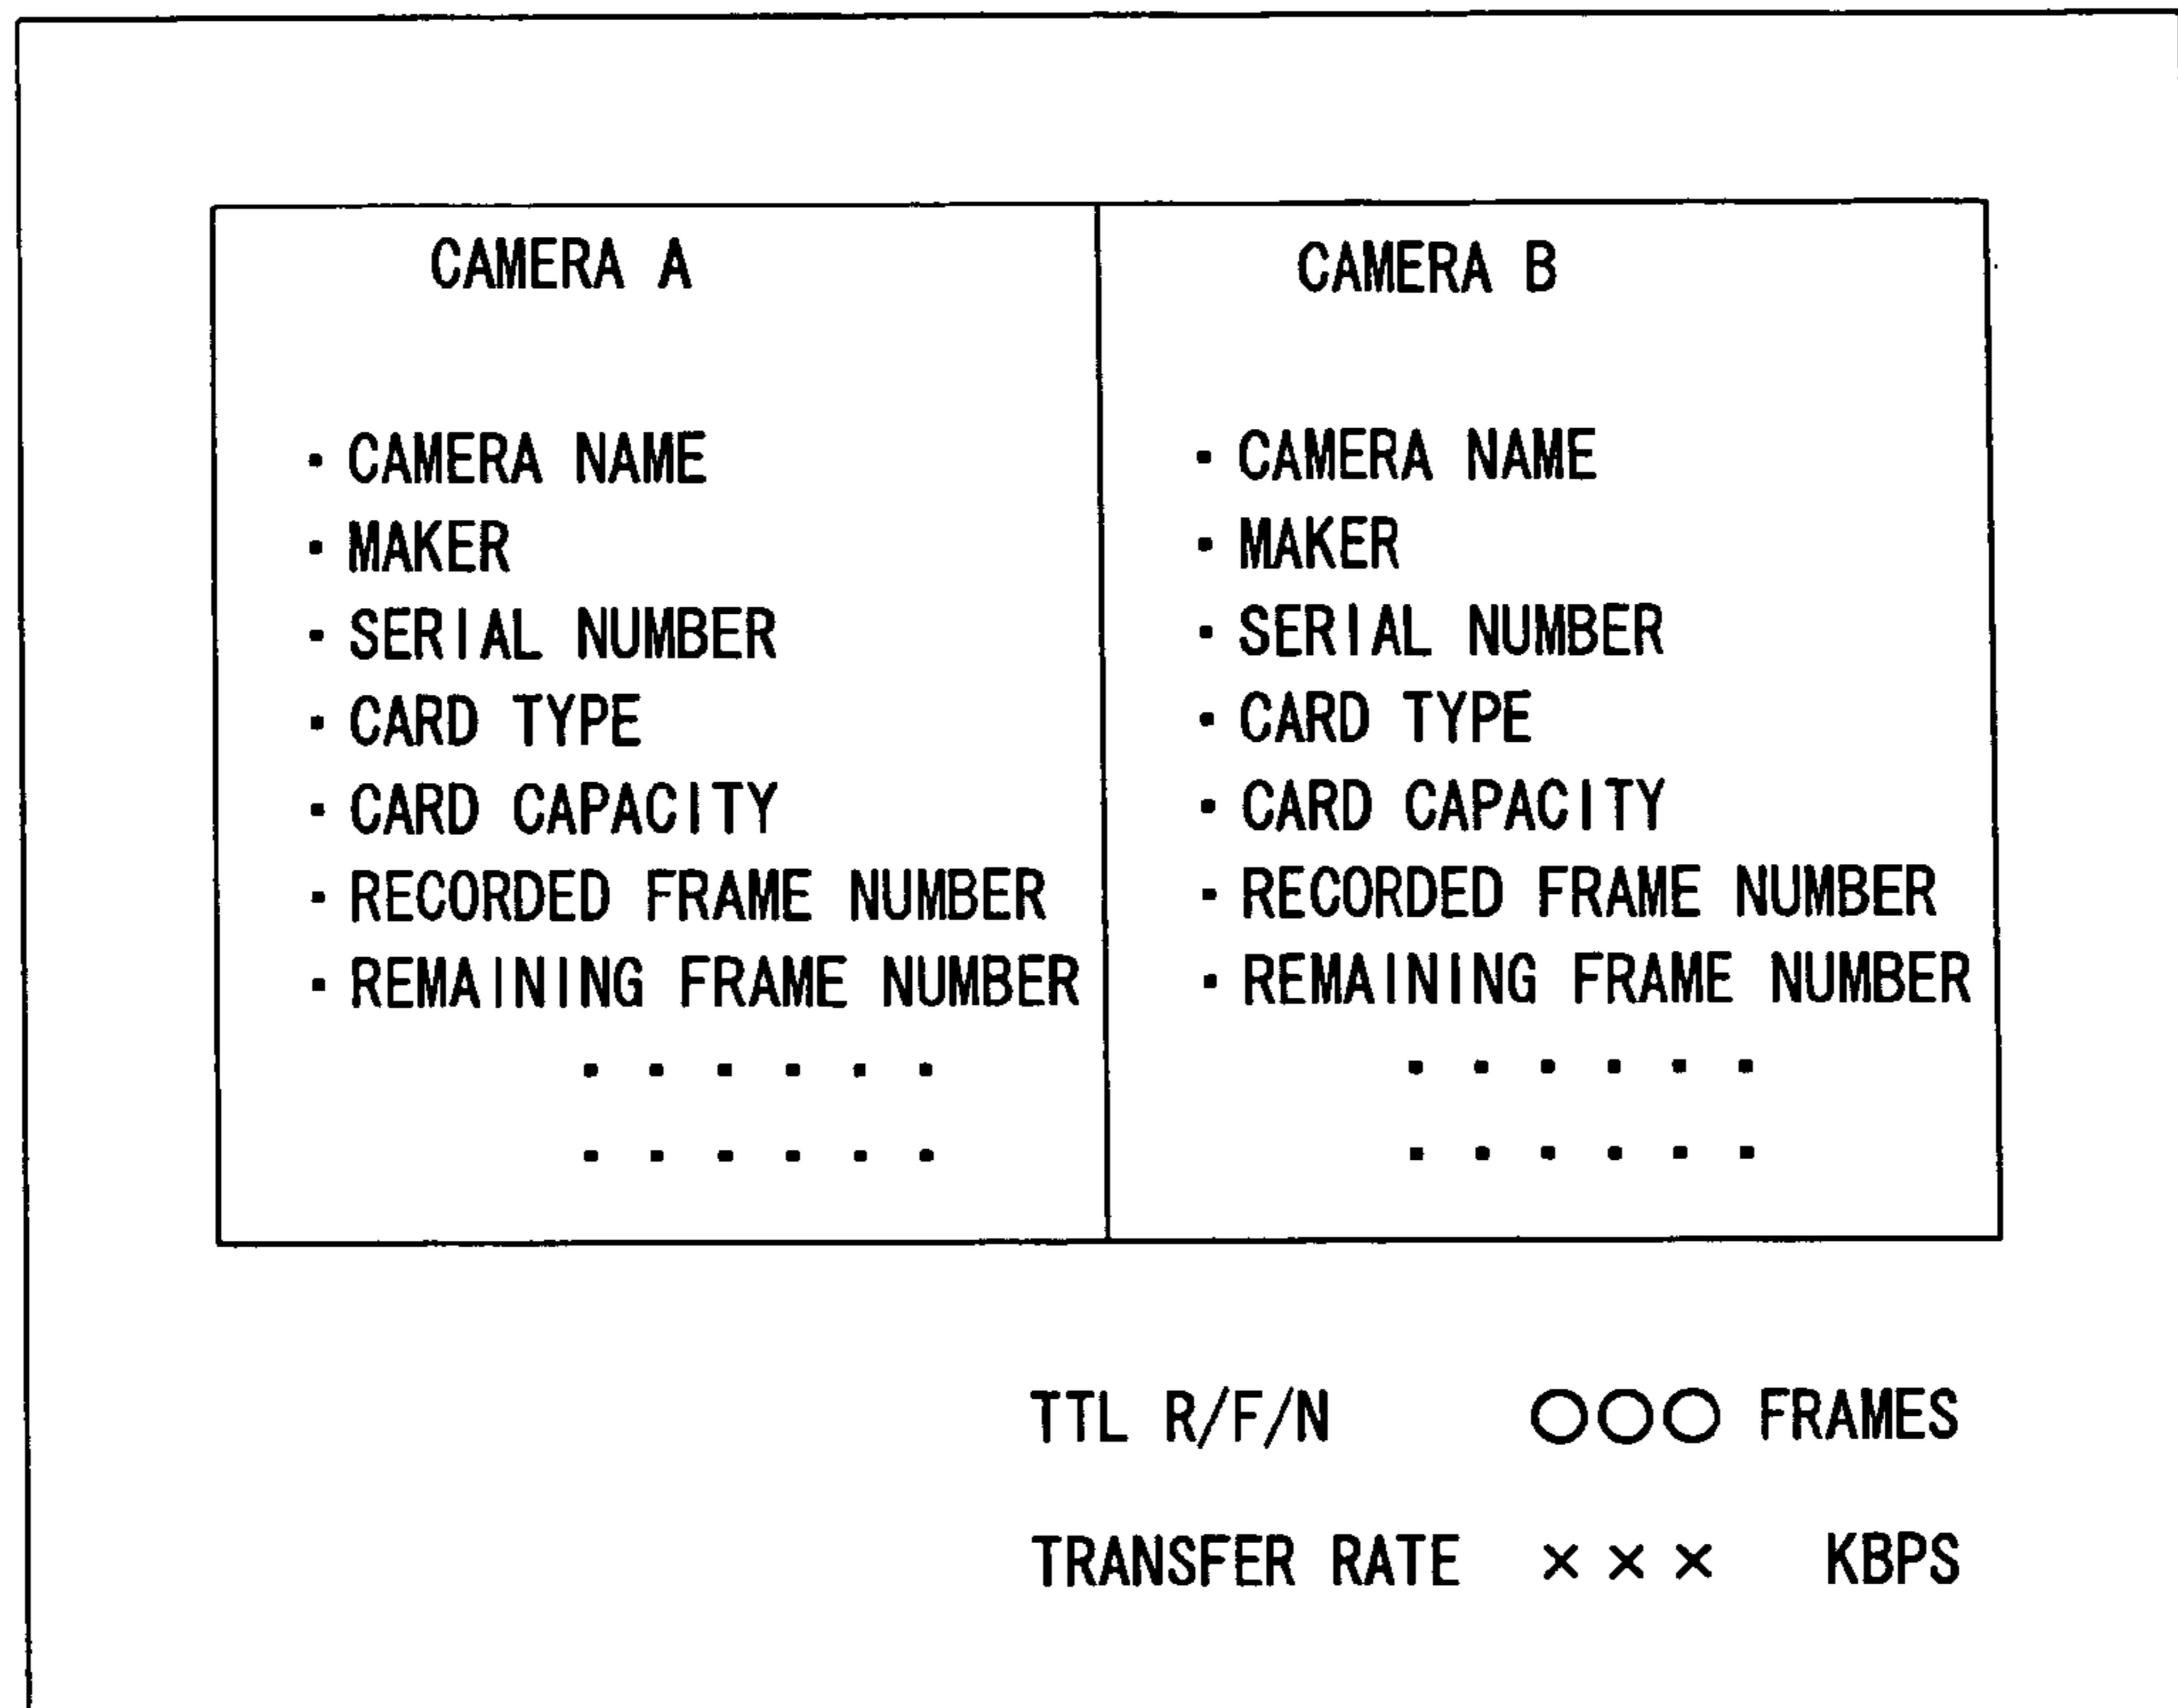 CAMERA A
・CAMERA NAME
・MAKER
・SERIAL NUMBER
・CARD TYPE
・CARD CAPACITY
・RECORDED FRAME NUMBER
・REMAINING FRAME NUMBER
・・・・・・
・・・・・・
CAMERA B
・CAMERA NAME
・MAKER
・SERIAL NUMBER
・CARD TYPE
・CARD CAPACITY
・RECORDED FRAME NUMBER
・REMAINING FRAME NUMBER
・・・・・・
・・・・・・
TTL R/F/N ○○○ FRAMES
TRANSFER RATE ××× KBPS